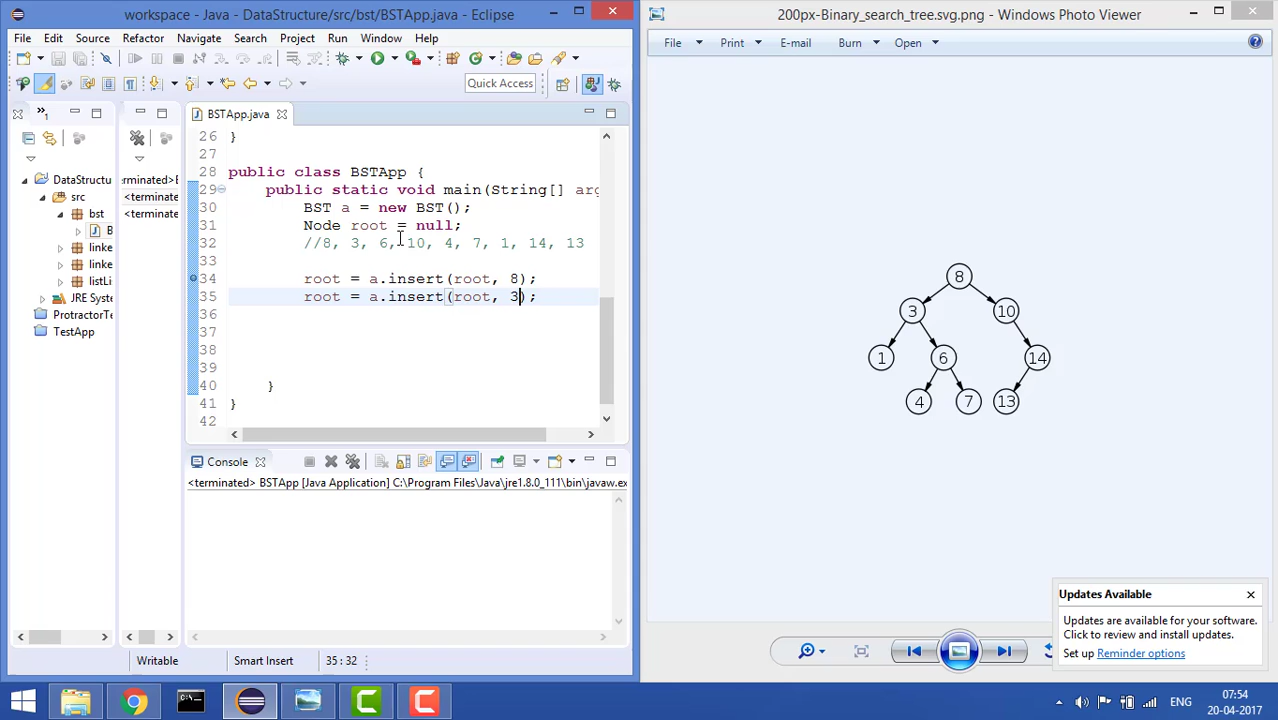 workspace - Java - DataStructure/src/bst/BSTApp.java - Eclipse
File Edit Source Refactor Navigate Search Project Run Window Help
Quick Access
BSTApp.java
DataStructu
src
bst
B
linke
linke
listLi
JRE System
ProtractorTe
TestApp
<terminated>B
<terminate
<terminate
26 }
27
28 public class BSTApp {
29 public static void main(String[] arg
30 BST a = new BST();
31 Node root = null;
32 //8, 3, 6, 10, 4, 7, 1, 14, 13
33
34 root = a.insert(root, 8);
35 root = a.insert(root, 3);
36
37
38
39
40 }
41 }
42
Console
<terminated> BSTApp [Java Application] C:\Program Files\Java\jre1.8.0_111\bin\javaw.ex
Writable Smart Insert 35 : 32
200px-Binary_search_tree.svg.png - Windows Photo Viewer
File Print E-mail Burn Open
8
3 10
1 6 14
4 7 13
Updates Available
Updates are available for your software.
Click to review and install updates.
Set up Reminder options
ENG
07:54
20-04-2017